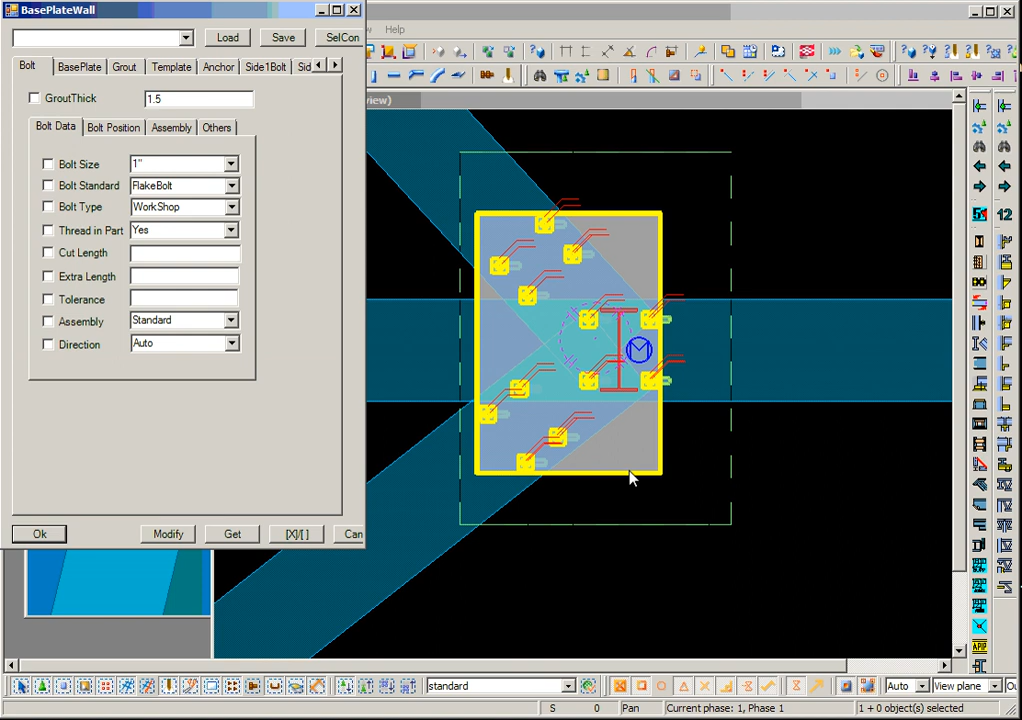 BasePlateWall
Load Save SelCon
Help
Bolt BasePlate Grout Template Anchor Side1Bolt Sid
view)
GroutThick 1.5
Bolt Data Bolt Position Assembly Others
Bolt Size 1"
Bolt Standard FlakeBolt
Bolt Type WorkShop
Thread in Part Yes
Cut Length
Extra Length
Tolerance
Assembly Standard
Direction Auto
12
M
Ok Modify Get [X]/[ ] Can
APP
standard Auto View plane Ou
S 0 Pan Current phase: 1, Phase 1 1 + 0 object(s) selected